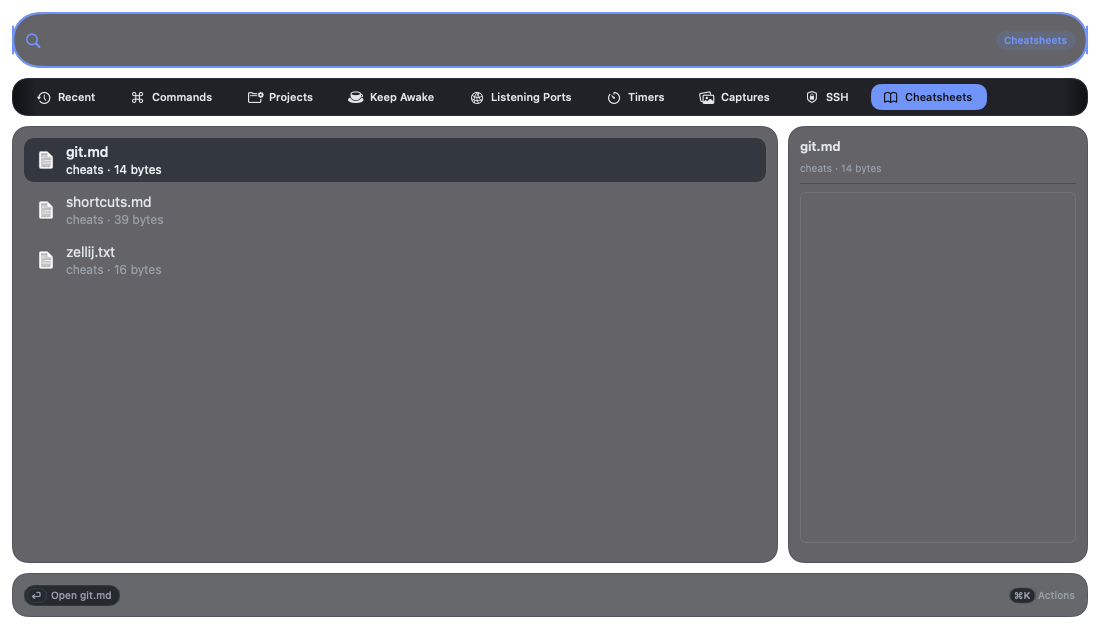 Cheatsheets
Recent Commands Projects Keep Awake Listening Ports Timers Captures SSH Cheatsheets
git.md
cheats · 14 bytes
shortcuts.md
cheats · 39 bytes
zellij.txt
cheats · 16 bytes
git.md
cheats · 14 bytes
Open git.md
⌘K Actions